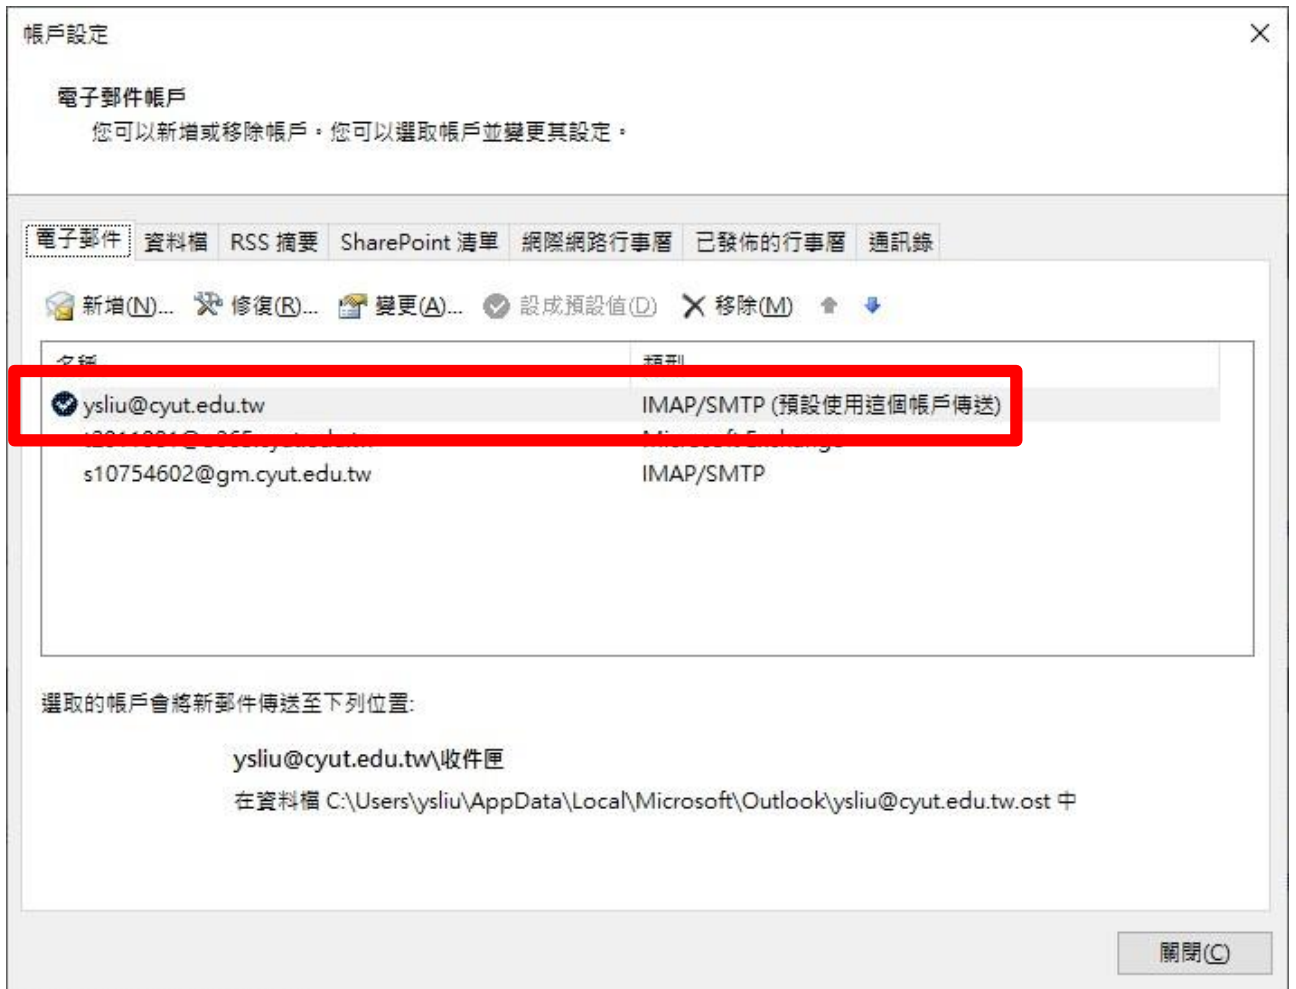 帳戶設定
電子郵件帳戶
您可以新增或移除帳戶。您可以選取帳戶並變更其設定。
電子郵件 資料檔 RSS 摘要 SharePoint 清單 網際網路行事曆 已發佈的行事曆 通訊錄
新增(N)... 修復(R)... 變更(A)... 設成預設值(D) 移除(M)
名稱 類型
ysliu@cyut.edu.tw IMAP/SMTP (預設使用這個帳戶傳送)
Microsoft Exchange
s10754602@gm.cyut.edu.tw IMAP/SMTP
選取的帳戶會將新郵件傳送至下列位置:
ysliu@cyut.edu.tw\收件匣
在資料檔 C:\Users\ysliu\AppData\Local\Microsoft\Outlook\ysliu@cyut.edu.tw.ost 中
關閉(C)